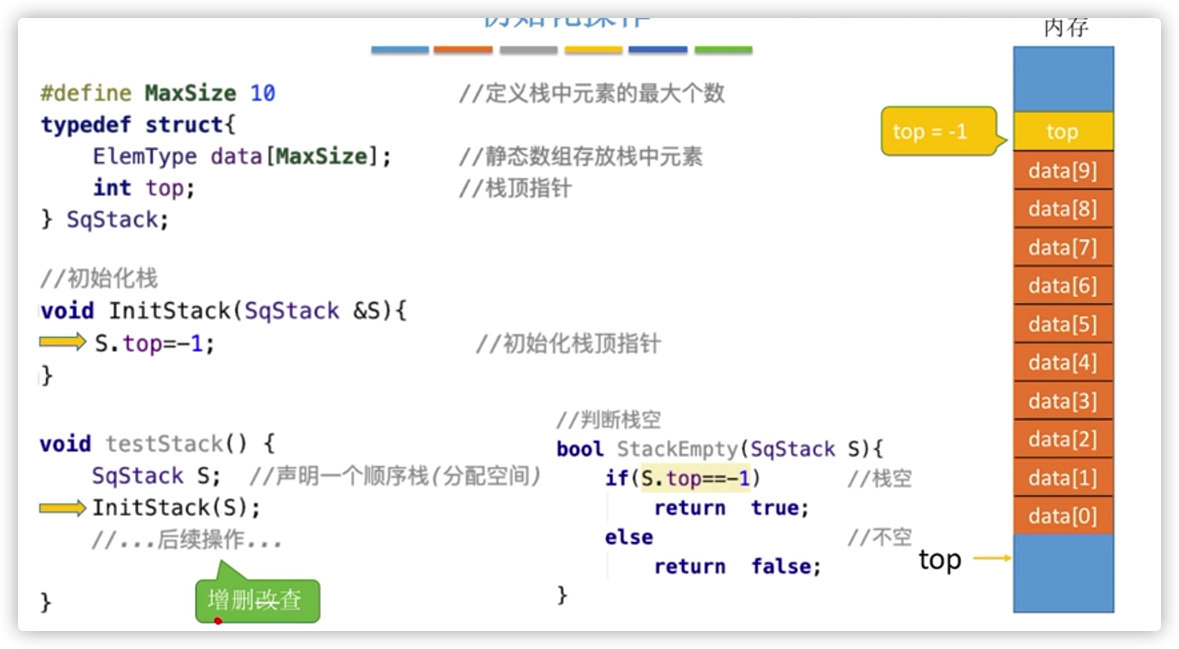 初始化操作
#define MaxSize 10 //定义栈中元素的最大个数
typedef struct{
ElemType data[MaxSize]; //静态数组存放栈中元素
int top; //栈顶指针
} SqStack;
//初始化栈
void InitStack(SqStack &S){
S.top=-1; //初始化栈顶指针
}
void testStack() {
SqStack S; //声明一个顺序栈(分配空间)
InitStack(S);
//...后续操作...
}
增删改查
//判断栈空
bool StackEmpty(SqStack S){
if(S.top==-1) //栈空
return true;
else //不空
return false;
}
内存
top = -1
top
data[9]
data[8]
data[7]
data[6]
data[5]
data[4]
data[3]
data[2]
data[1]
data[0]
top